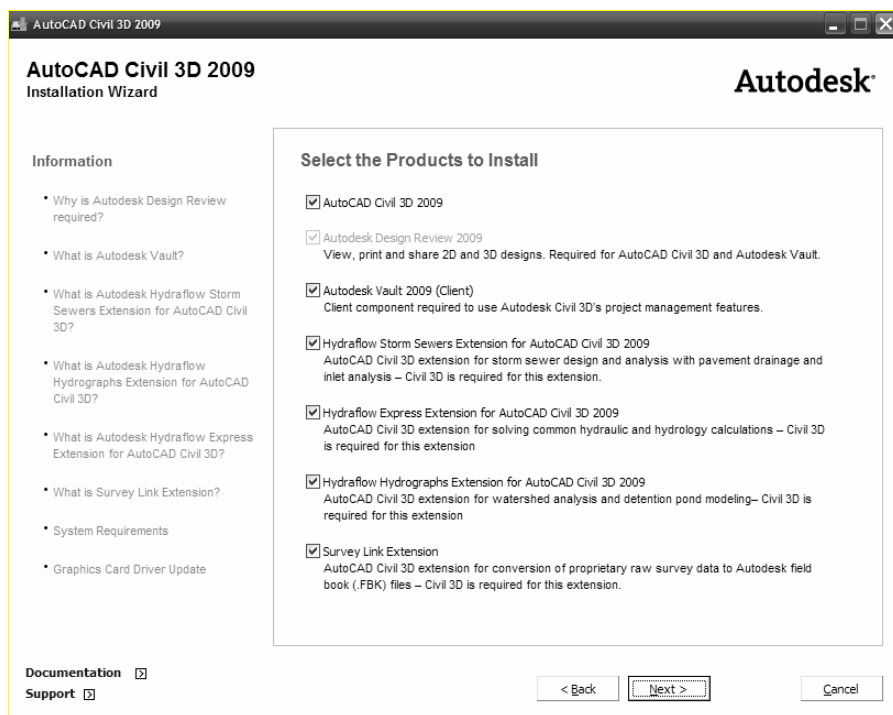 AutoCAD Civil 3D 2009
AutoCAD Civil 3D 2009
Installation Wizard
Autodesk
Information
• Why is Autodesk Design Review
required?
• What is Autodesk Vault?
• What is Autodesk Hydraflow Storm
Sewers Extension for AutoCAD Civil
3D?
• What is Autodesk Hydraflow
Hydrographs Extension for AutoCAD
Civil 3D?
• What is Autodesk Hydraflow Express
Extension for AutoCAD Civil 3D?
• What is Survey Link Extension?
• System Requirements
• Graphics Card Driver Update
Documentation
Support
Select the Products to Install
AutoCAD Civil 3D 2009
Autodesk Design Review 2009
View, print and share 2D and 3D designs. Required for AutoCAD Civil 3D and Autodesk Vault.
Autodesk Vault 2009 (Client)
Client component required to use Autodesk Civil 3D's project management features.
Hydraflow Storm Sewers Extension for AutoCAD Civil 3D 2009
AutoCAD Civil 3D extension for storm sewer design and analysis with pavement drainage and
inlet analysis – Civil 3D is required for this extension.
Hydraflow Express Extension for AutoCAD Civil 3D 2009
AutoCAD Civil 3D extension for solving common hydraulic and hydrology calculations – Civil 3D
is required for this extension
Hydraflow Hydrographs Extension for AutoCAD Civil 3D 2009
AutoCAD Civil 3D extension for watershed analysis and detention pond modeling– Civil 3D is
required for this extension
Survey Link Extension
AutoCAD Civil 3D extension for conversion of proprietary raw survey data to Autodesk field
book (.FBK) files – Civil 3D is required for this extension.
< Back
Next >
Cancel